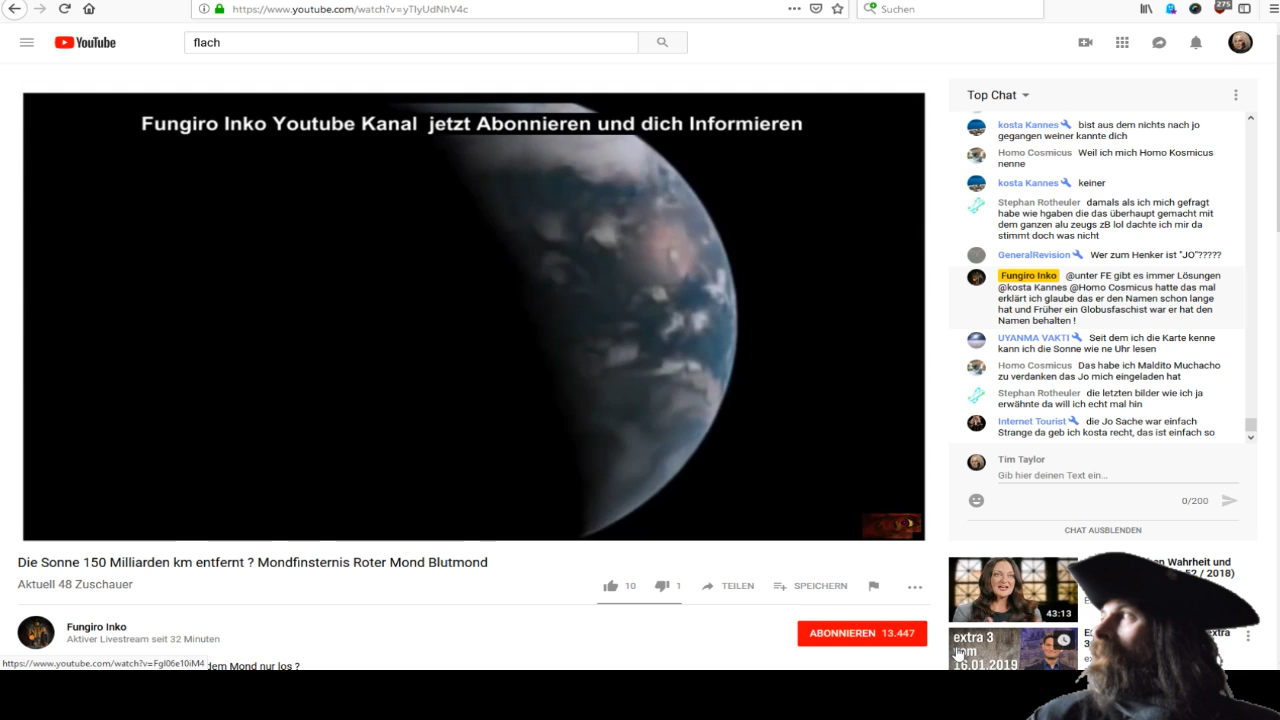 https://www.youtube.com/watch?v=yTIyUdNhV4c
Suchen
275
YouTube
flach
Fungiro Inko Youtube Kanal jetzt Abonnieren und dich Informieren
Top Chat
kosta Kannes bist aus dem nichts nach jo
gegangen weiner kannte dich
Homo Cosmicus Weil ich mich Homo Kosmicus
nenne
kosta Kannes keiner
Stephan Rotheuler damals als ich mich gefragt
habe wie hgaben die das überhaupt gemacht mit
dem ganzen alu zeugs zB lol dachte ich mir da
stimmt doch was nicht
GeneralRevision Wer zum Henker ist "JO"?????
Fungiro Inko @unter FE gibt es immer Lösungen
@kosta Kannes @Homo Cosmicus hatte das mal
erklärt ich glaube das er den Namen schon lange
hat und Früher ein Globusfaschist war er hat den
Namen behalten !
UYANMA VAKTI Seit dem ich die Karte kenne
kann ich die Sonne wie ne Uhr lesen
Homo Cosmicus Das habe ich Maldito Muchacho
zu verdanken das Jo mich eingeladen hat
Stephan Rotheuler die letzten bilder wie ich ja
erwähnte da will ich echt mal hin
Internet Tourist die Jo Sache war einfach
Strange da geb ich kosta recht, das ist einfach so
Tim Taylor
Gib hier deinen Text ein...
0/200
CHAT AUSBLENDEN
Die Sonne 150 Milliarden km entfernt ? Mondfinsternis Roter Mond Blutmond
Aktuell 48 Zuschauer
10
1
TEILEN
SPEICHERN
Fungiro Inko
Aktiver Livestream seit 32 Minuten
ABONNIEREN 13.447
dem Mond nur los ?
https://www.youtube.com/watch?v=FgI06e10iM4
Wahrheit und
/ 2018)
43:13
extra 3
vom
16.01.2019
xtra